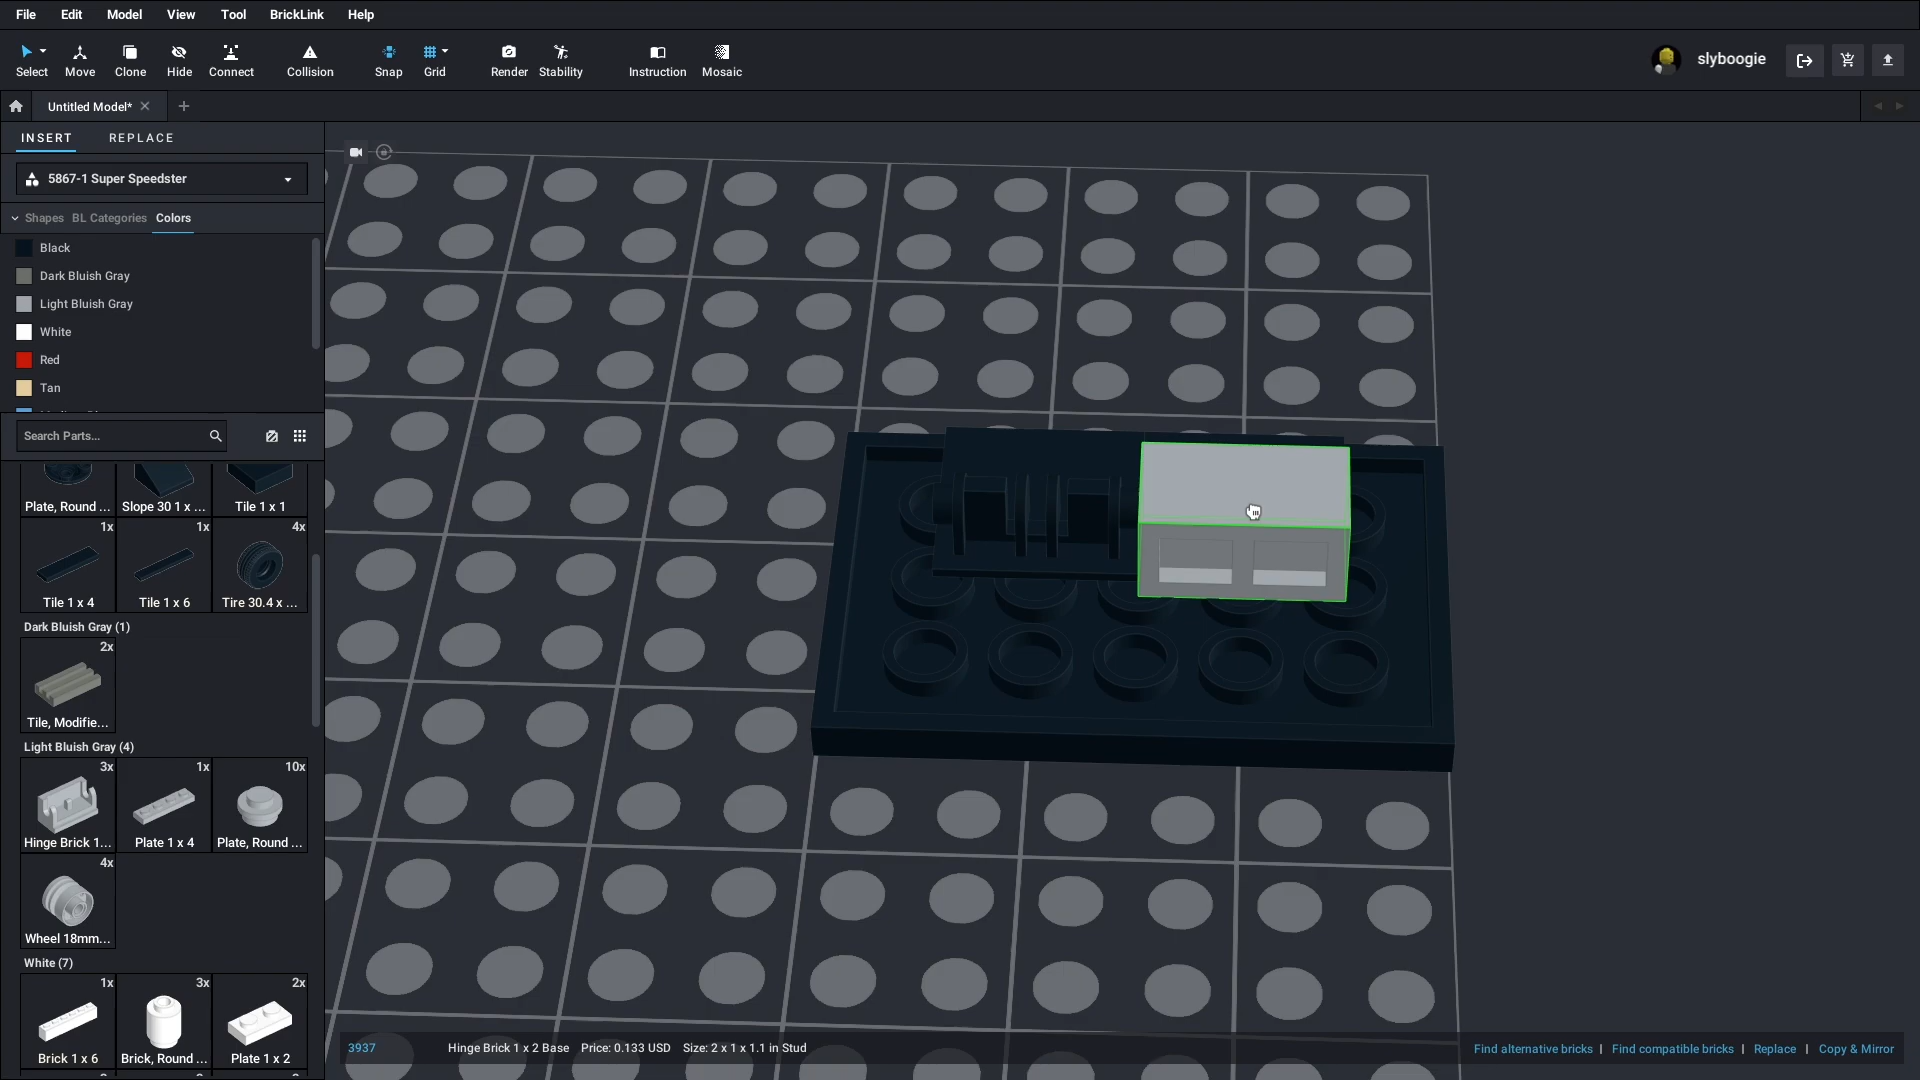 File Edit Model View Tool BrickLink Help
Select Move Clone Hide Connect Collision Snap Grid Render Stability Instruction Mosaic
slyboogie
Untitled Model*
INSERT REPLACE
5867-1 Super Speedster
Shapes BL Categories Colors
Black
Dark Bluish Gray
Light Bluish Gray
White
Red
Tan
Search Parts...
Plate, Round ... Slope 30 1 x ... Tile 1 x 1
1x 1x 4x
Tile 1 x 4 Tile 1 x 6 Tire 30.4 x ...
Dark Bluish Gray (1)
2x
Tile, Modifie...
Light Bluish Gray (4)
3x 1x 10x
Hinge Brick 1... Plate 1 x 4 Plate, Round ...
4x
Wheel 18mm...
White (7)
1x 3x 2x
Brick 1 x 6 Brick, Round ... Plate 1 x 2
3937 Hinge Brick 1 x 2 Base Price: 0.133 USD Size: 2 x 1 x 1.1 in Stud
Find alternative bricks | Find compatible bricks | Replace | Copy & Mirror